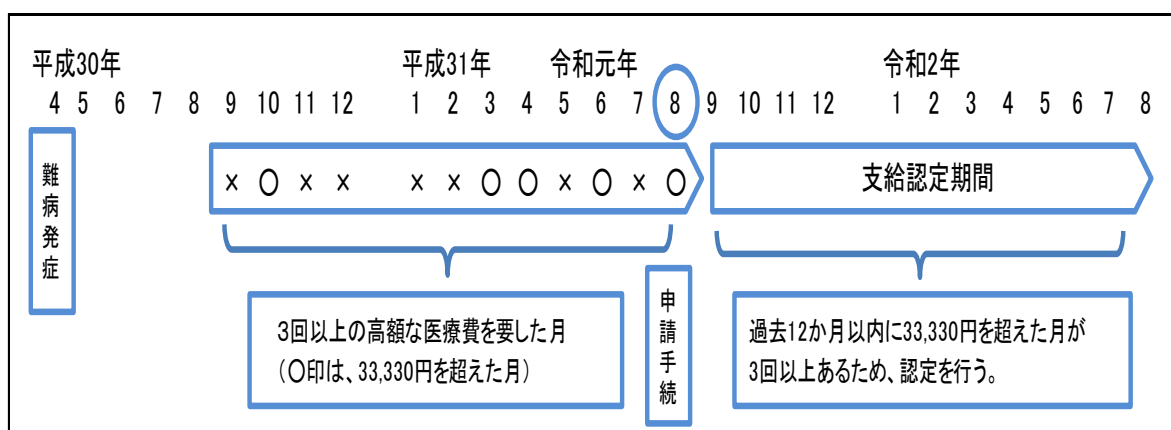 平成30年 平成31年 令和元年 令和2年
4 5 6 7 8 9 10 11 12 1 2 3 4 5 6 7 8 9 10 11 12 1 2 3 4 5 6 7 8
難病発症
× 〇 × × × × 〇 〇 × 〇 × 〇
支給認定期間
3回以上の高額な医療費を要した月
(〇印は、33,330円を超えた月)
申請手続
過去12か月以内に33,330円を超えた月が
3回以上あるため、認定を行う。